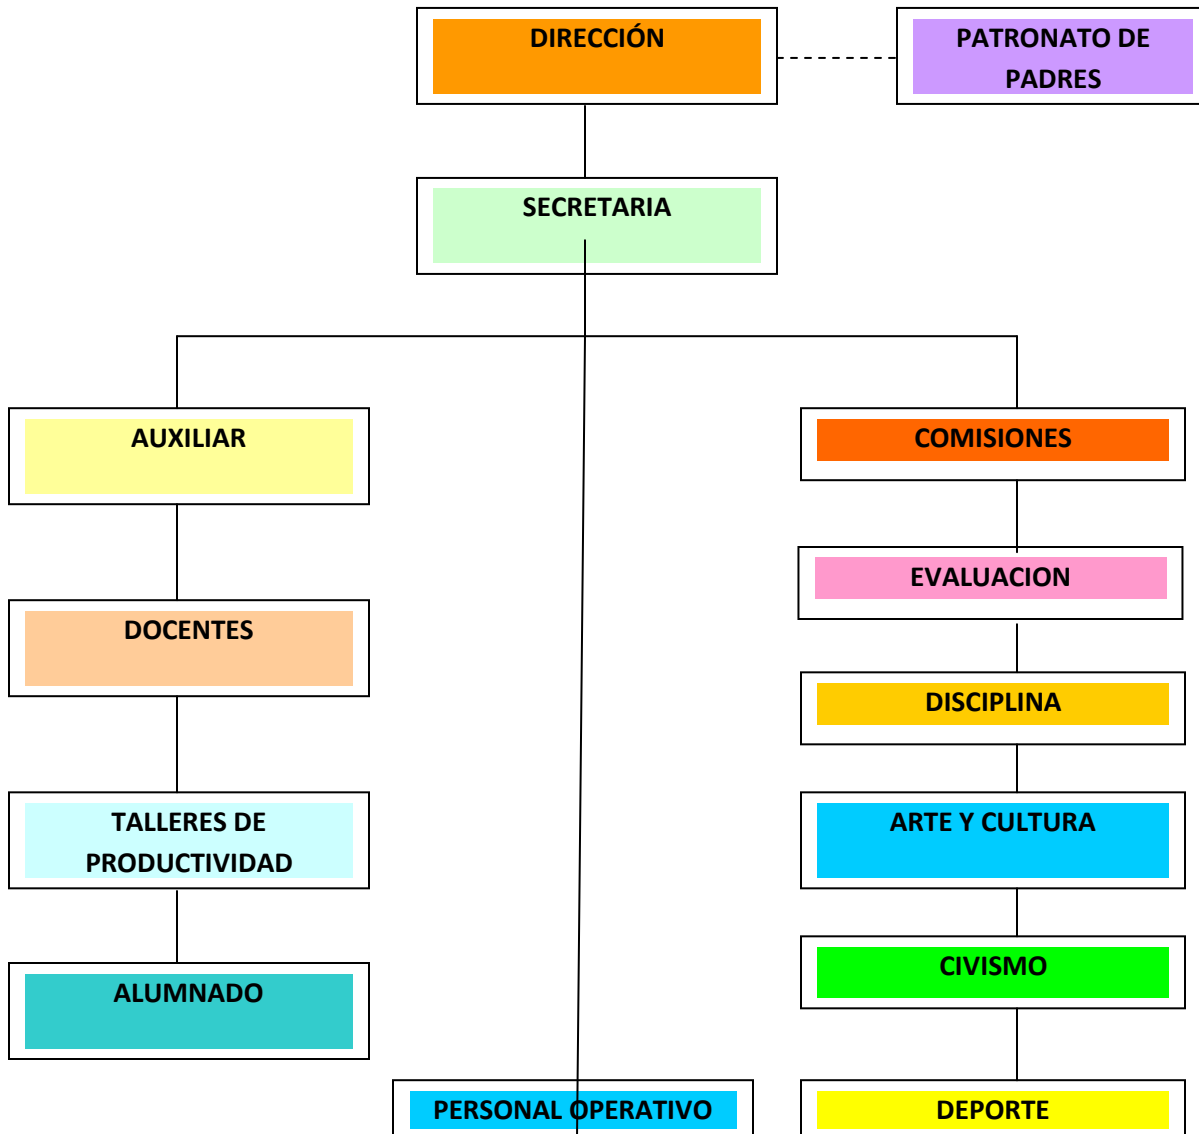 DIRECCIÓN
PATRONATO DE
PADRES
SECRETARIA
AUXILIAR
COMISIONES
EVALUACION
DOCENTES
DISCIPLINA
TALLERES DE
PRODUCTIVIDAD
ARTE Y CULTURA
ALUMNADO
CIVISMO
PERSONAL OPERATIVO
DEPORTE